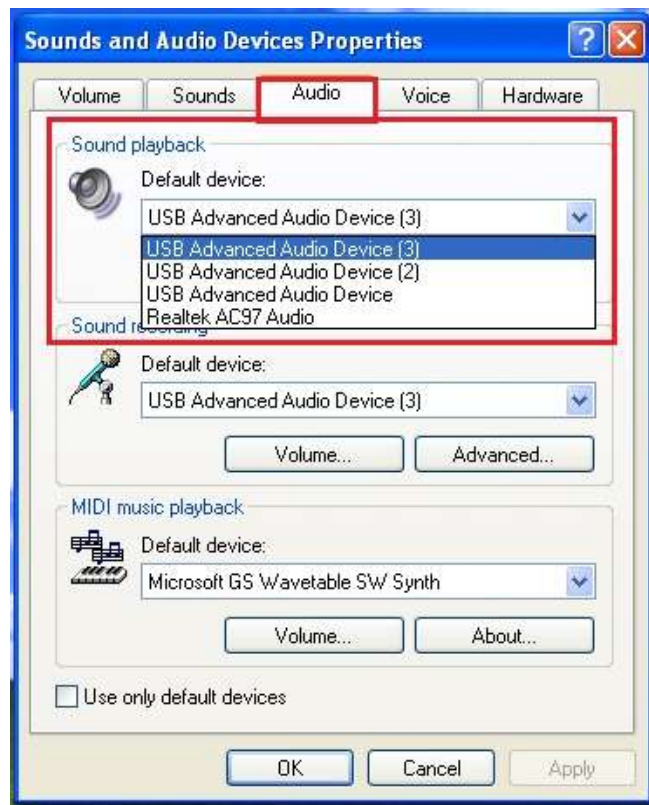 Sounds and Audio Devices Properties
Volume Sounds Audio Voice Hardware
Sound playback
Default device:
USB Advanced Audio Device (3)
USB Advanced Audio Device (3)
USB Advanced Audio Device (2)
USB Advanced Audio Device
Realtek AC97 Audio
Sound recording
Default device:
USB Advanced Audio Device (3)
Volume... Advanced...
MIDI music playback
Default device:
Microsoft GS Wavetable SW Synth
Volume... About...
Use only default devices
OK Cancel Apply